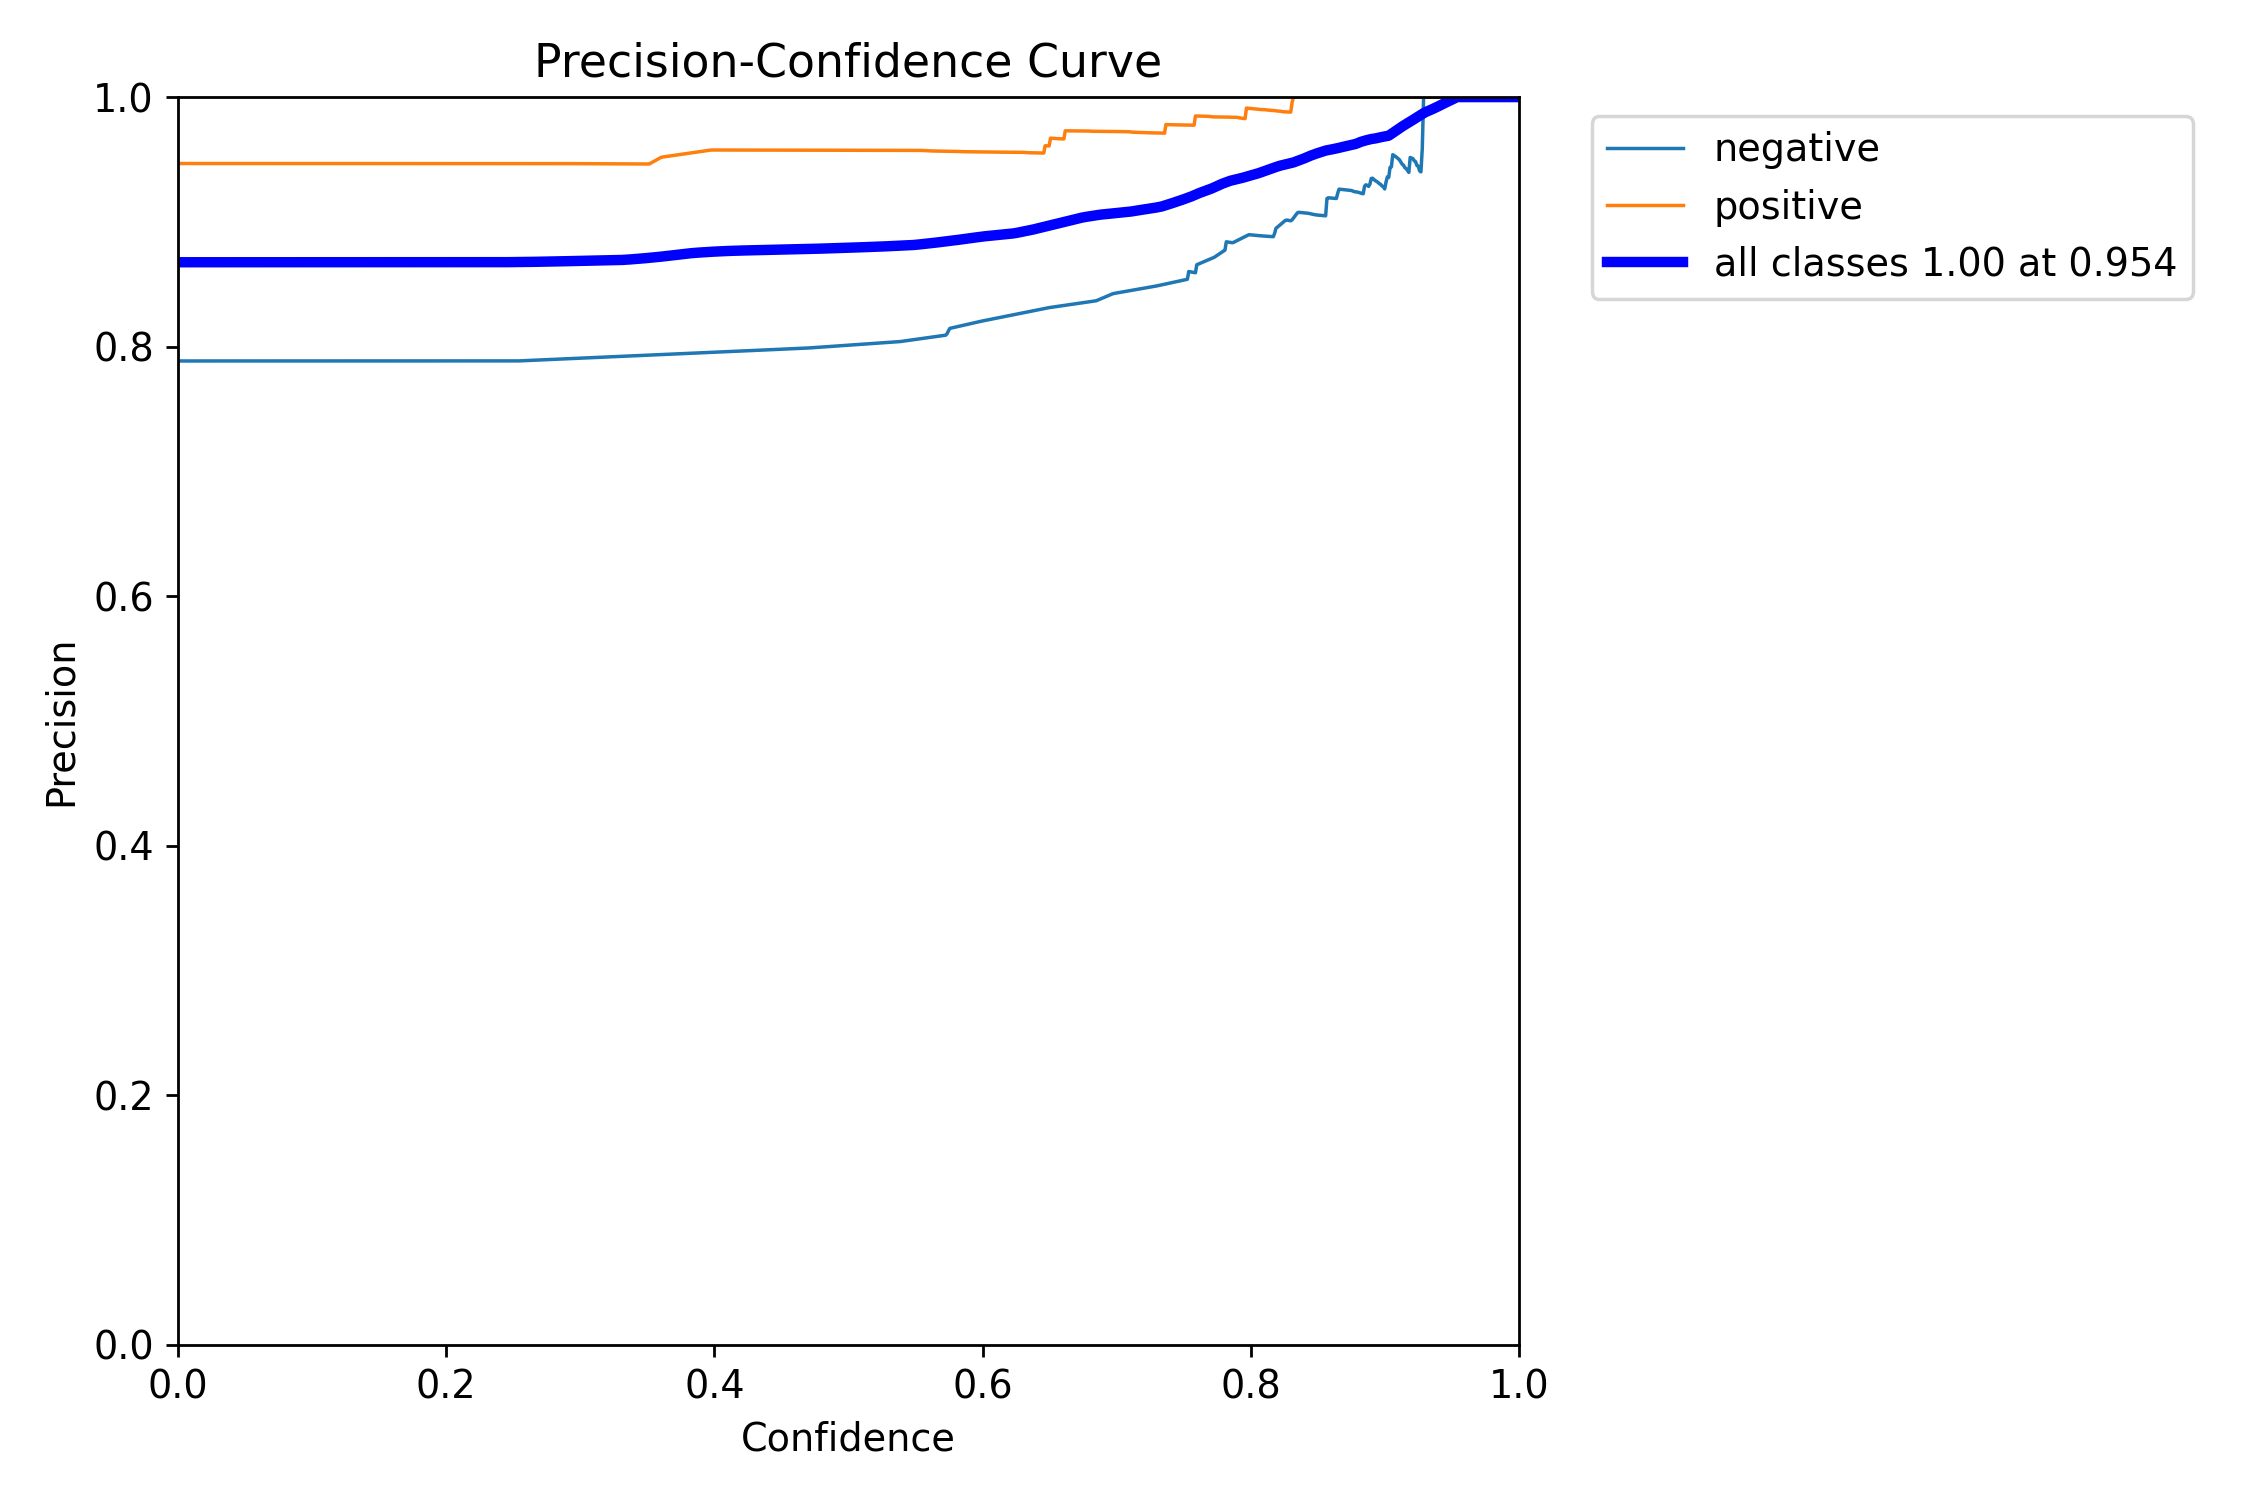 Precision-Confidence Curve
1.0
0.8
0.6
0.4
0.2
0.0
Precision
0.0 0.2 0.4 0.6 0.8 1.0
Confidence
negative
positive
all classes 1.00 at 0.954